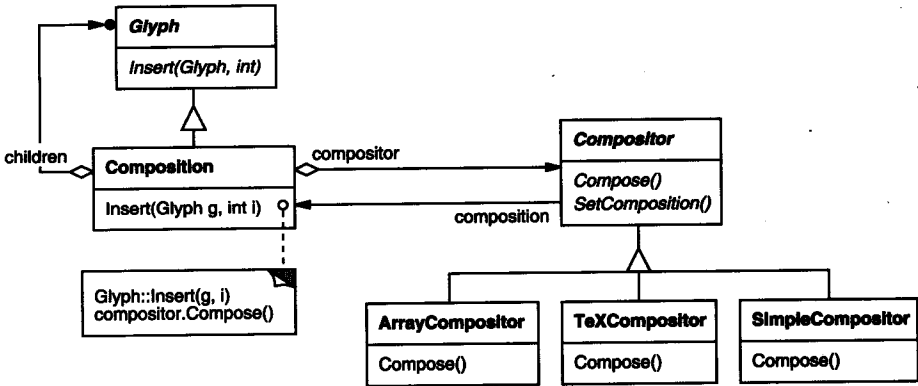 Glyph
Insert(Glyph, int)
children
Composition
Insert(Glyph g, int i)
compositor
composition
Compositor
Compose()
SetComposition()
Glyph::Insert(g, i)
compositor.Compose()
ArrayCompositor
Compose()
TeXCompositor
Compose()
SimpleCompositor
Compose()